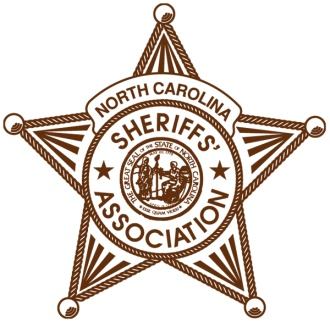 NORTH CAROLINA
SHERIFFS'
THE GREAT SEAL OF THE STATE OF NORTH CAROLINA
ESSE QUAM VIDERI
ASSOCIATION